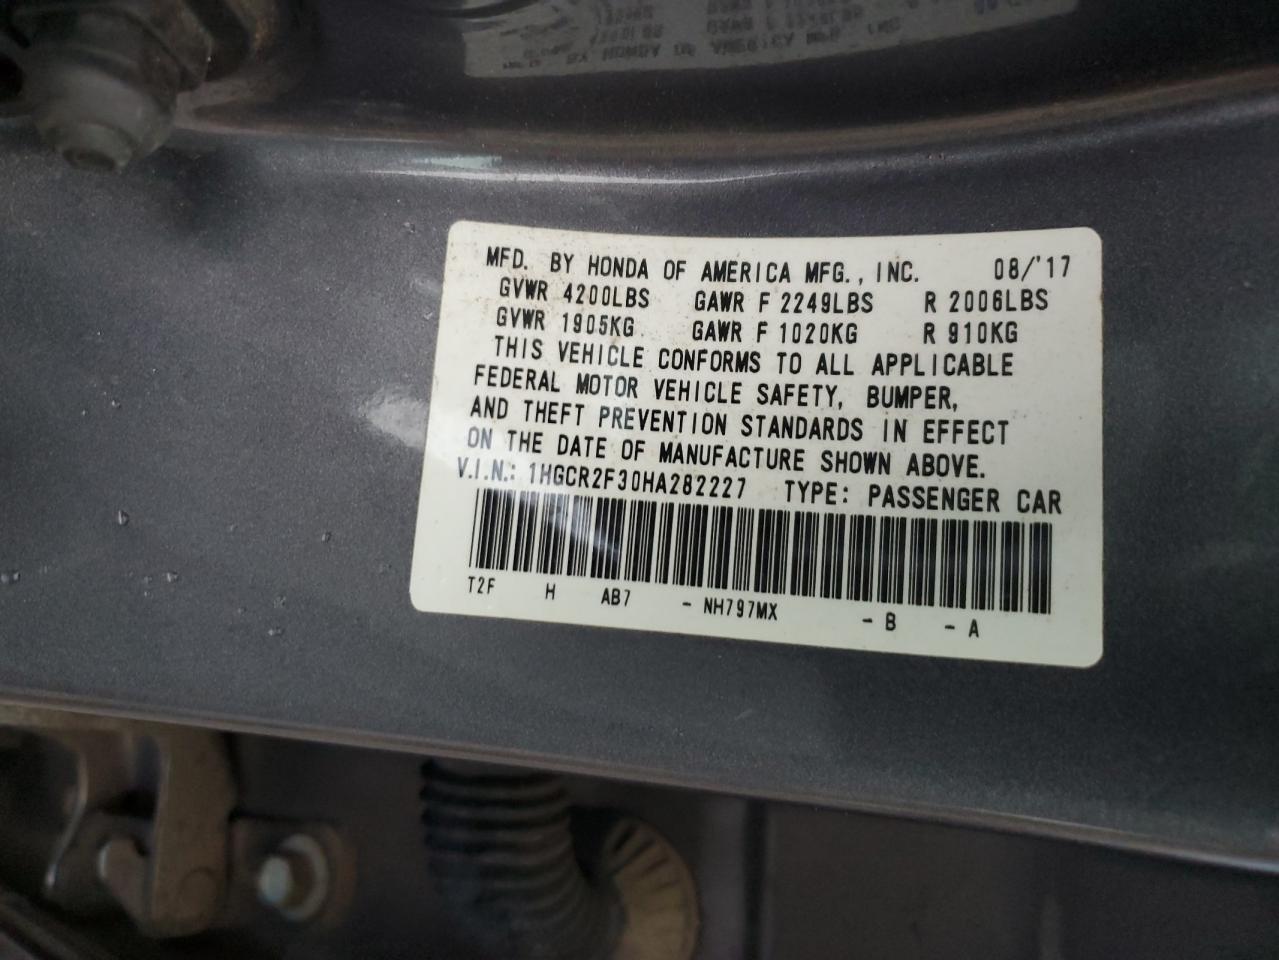 MFD. BY HONDA OF AMERICA MFG., INC. 08/'17
GVWR 4200LBS GAWR F 2249LBS R 2006LBS
GVWR 1905KG GAWR F 1020KG R 910KG
THIS VEHICLE CONFORMS TO ALL APPLICABLE
FEDERAL MOTOR VEHICLE SAFETY, BUMPER,
AND THEFT PREVENTION STANDARDS IN EFFECT
ON THE DATE OF MANUFACTURE SHOWN ABOVE.
V.I.N.: 1HGCR2F30HA282227 TYPE: PASSENGER CAR
T2F H AB7 - NH797MX - B - A